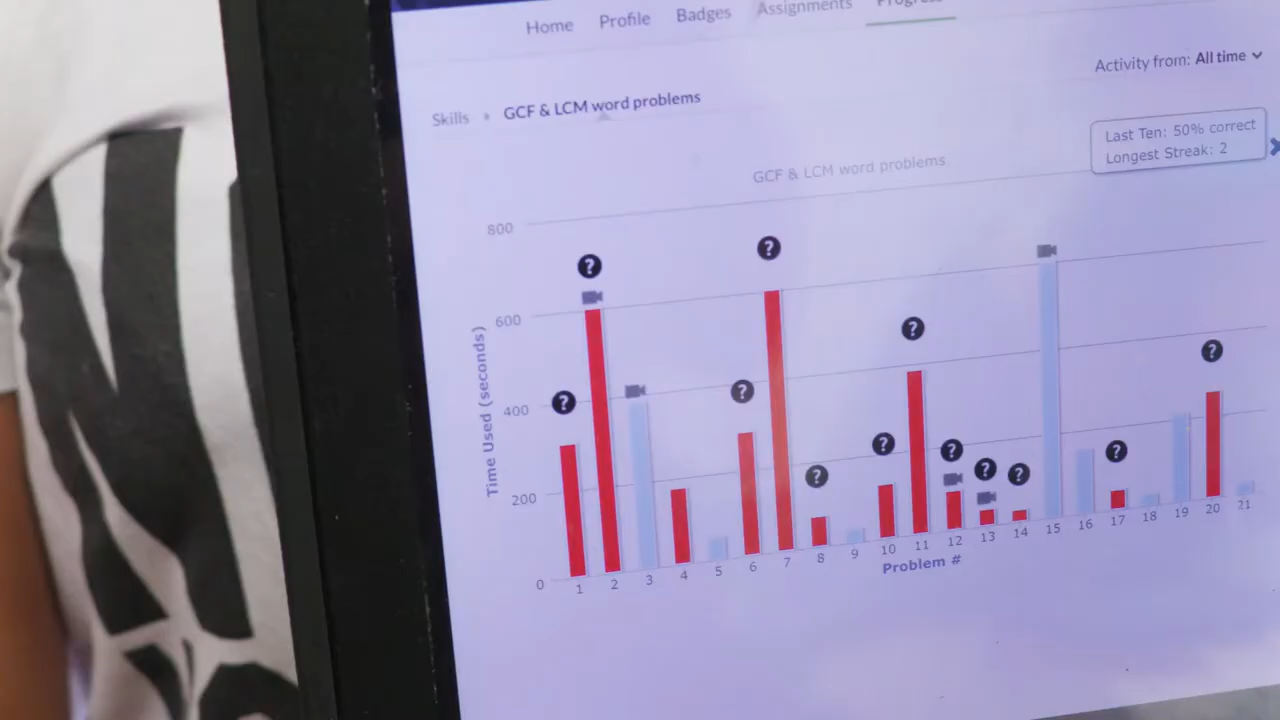 Home Profile Badges Assignments Progress
Activity from: All time
Skills GCF & LCM word problems
Last Ten: 50% correct
Longest Streak: 2
GCF & LCM word problems
800
600
400
200
0
Time Used (seconds)
? ? ? ? ? ? ? ? ? ? ? ?
1 2 3 4 5 6 7 8 9 10 11 12 13 14 15 16 17 18 19 20 21
Problem #